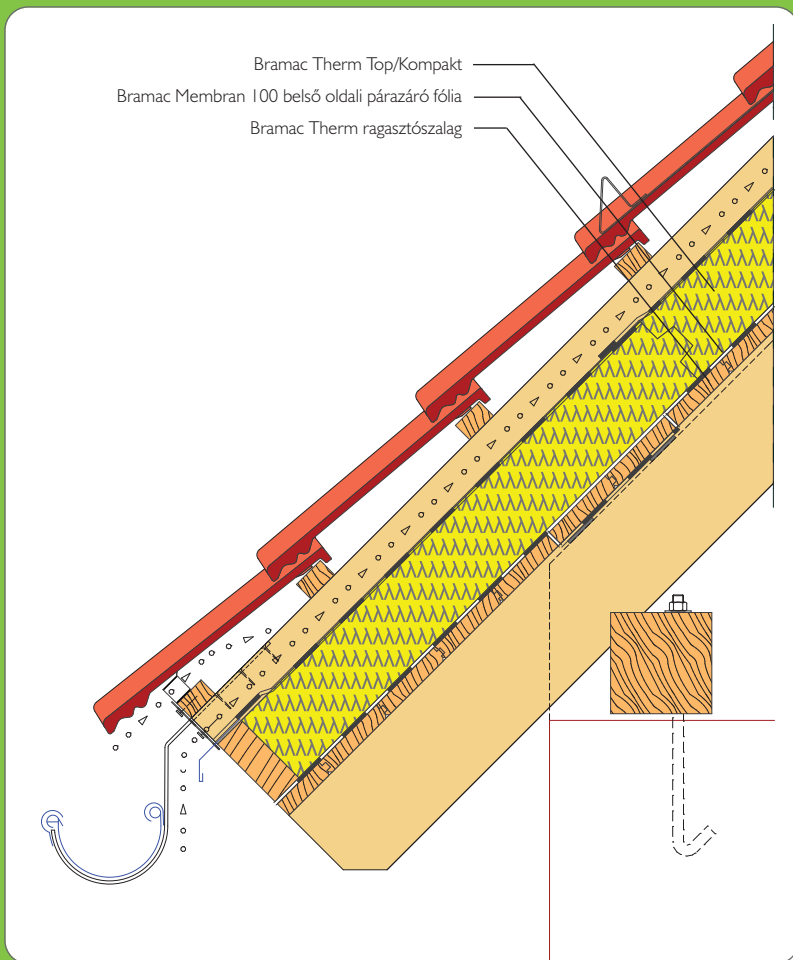 Bramac Therm Top/Kompakt
Bramac Membran 100 belső oldali párazáró fólia
Bramac Therm ragasztószalag